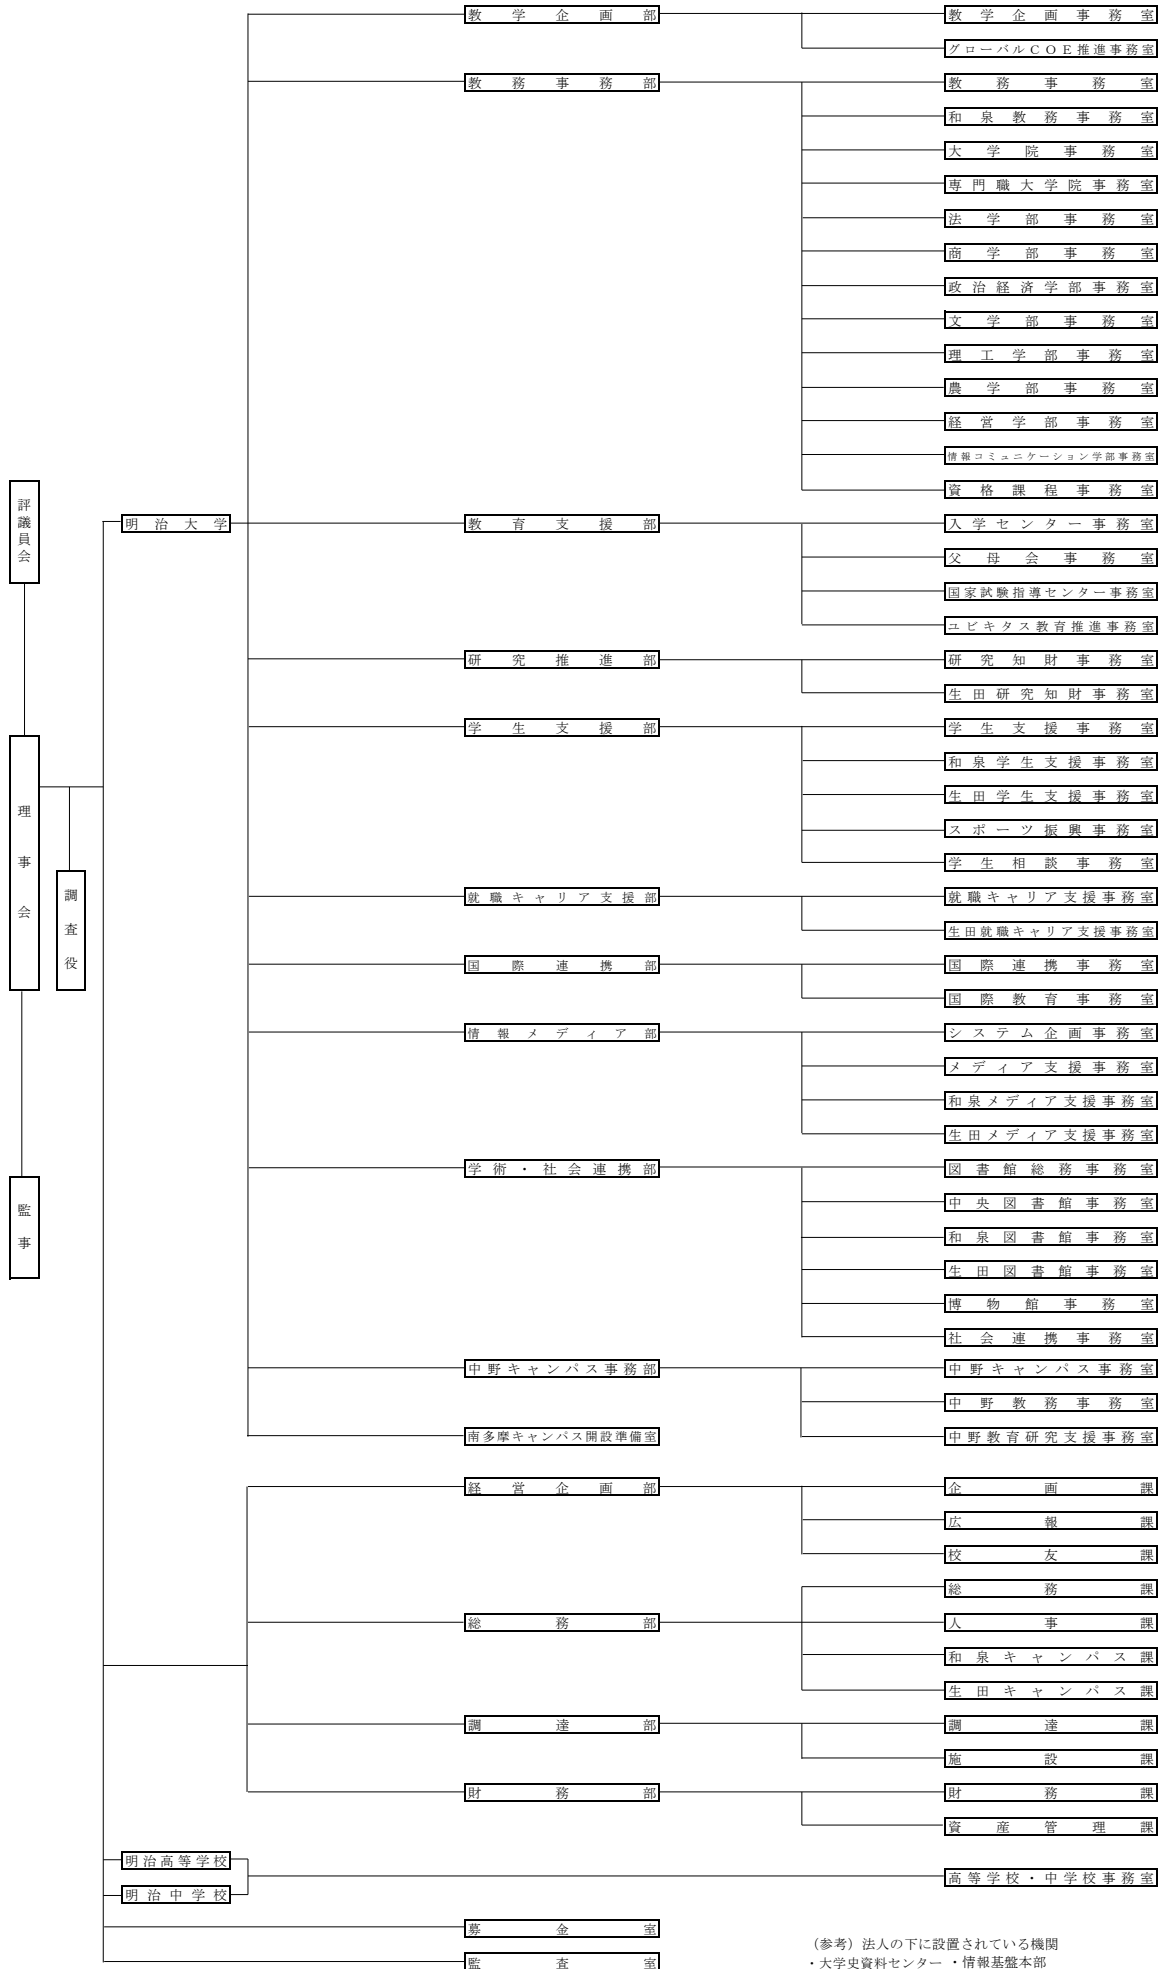 教学企画部
教学企画事務室
グローバルCOE推進事務室
教務事務部
教務事務室
和泉教務事務室
大学院事務室
専門職大学院事務室
法学部事務室
商学部事務室
政治経済学部事務室
文学部事務室
理工学部事務室
農学部事務室
経営学部事務室
情報コミュニケーション学部事務室
資格課程事務室
評議員会
明治大学
教育支援部
入学センター事務室
父母会事務室
国家試験指導センター事務室
ユビキタス教育推進事務室
研究推進部
研究知財事務室
生田研究知財事務室
学生支援部
学生支援事務室
和泉学生支援事務室
生田学生支援事務室
スポーツ振興事務室
学生相談事務室
理事会
調査役
就職キャリア支援部
就職キャリア支援事務室
生田就職キャリア支援事務室
国際連携部
国際連携事務室
国際教育事務室
情報メディア部
システム企画事務室
メディア支援事務室
和泉メディア支援事務室
生田メディア支援事務室
学術・社会連携部
図書館総務事務室
中央図書館事務室
和泉図書館事務室
生田図書館事務室
博物館事務室
社会連携事務室
監事
中野キャンパス事務部
中野キャンパス事務室
中野教務事務室
中野教育研究支援事務室
南多摩キャンパス開設準備室
経営企画部
企画課
広報課
校友課
総務部
総務課
人事課
和泉キャンパス課
生田キャンパス課
調達部
調達課
施設課
財務部
財務課
資産管理課
明治高等学校
明治中学校
高等学校・中学校事務室
募金室
監査室
（参考）法人の下に設置されている機関
・大学史資料センター ・情報基盤本部